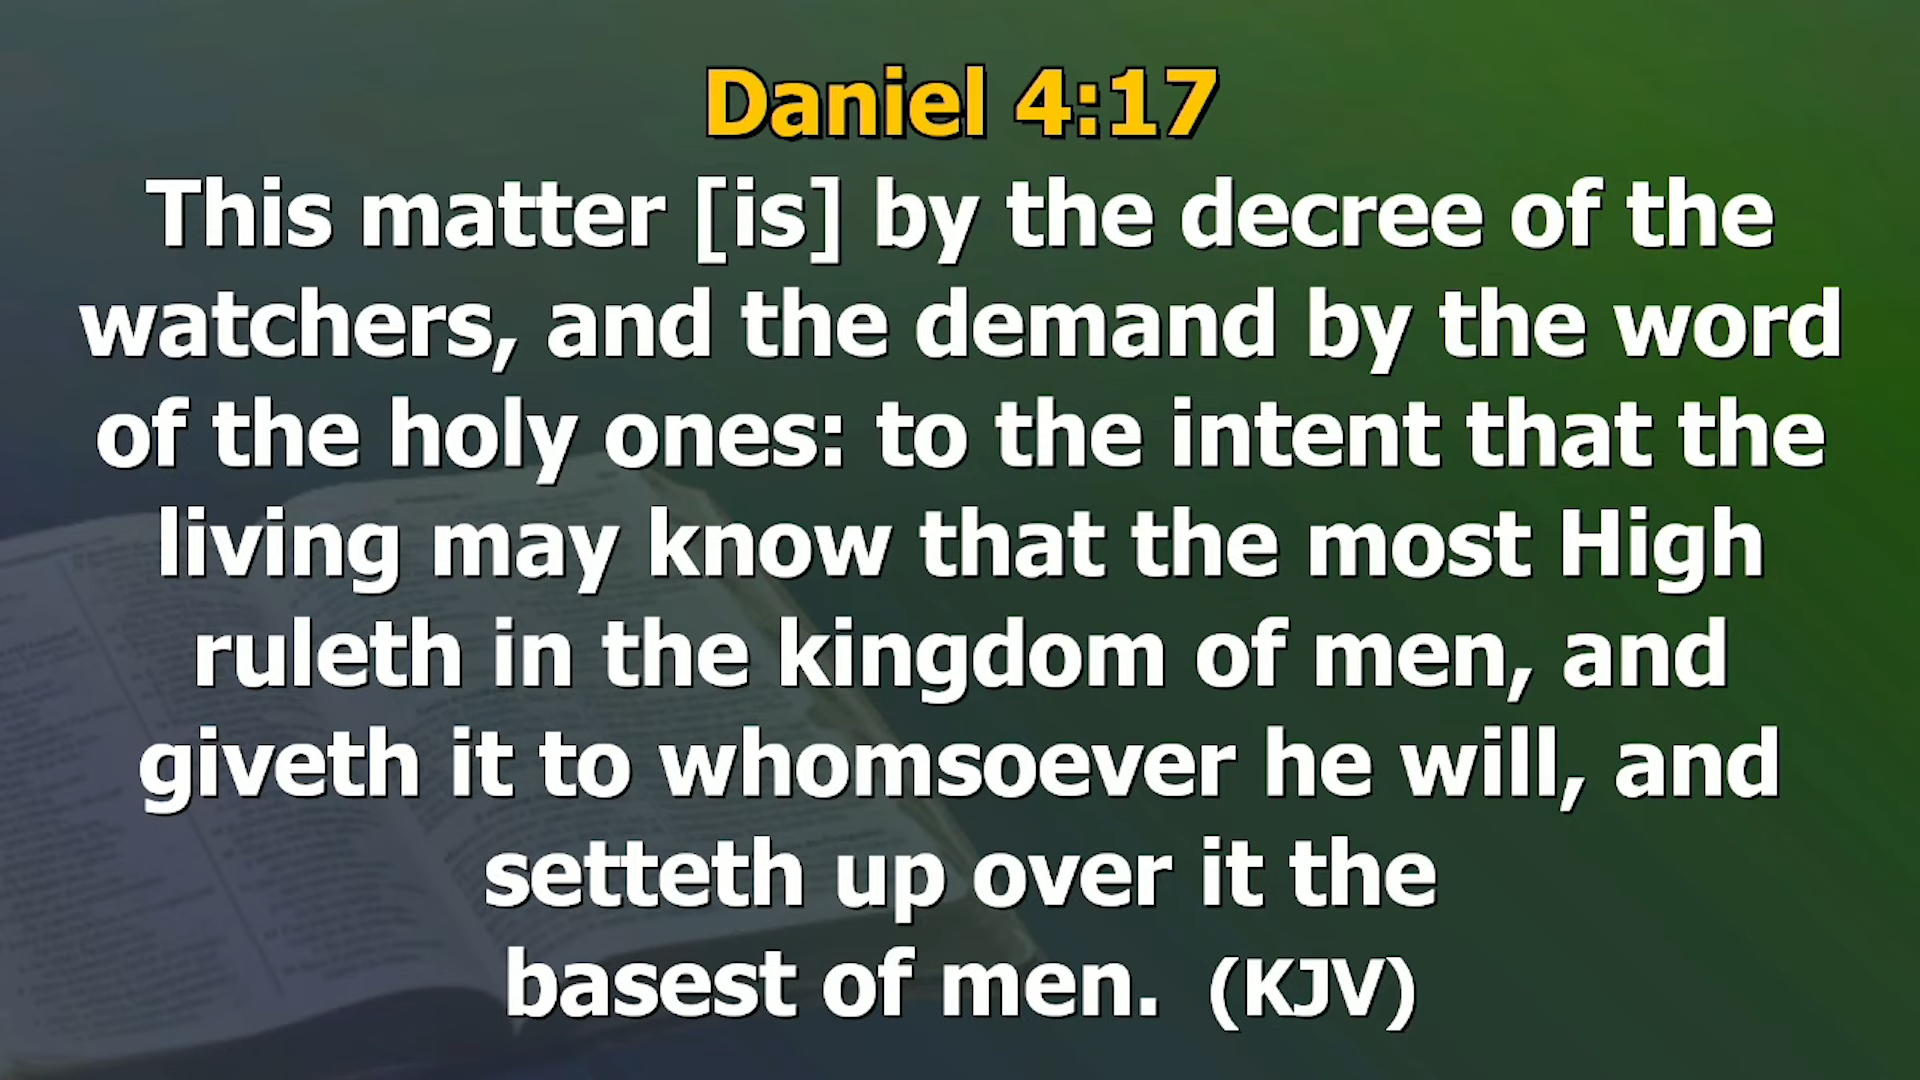 Daniel 4:17
This matter [is] by the decree of the
watchers, and the demand by the word
of the holy ones: to the intent that the
living may know that the most High
ruleth in the kingdom of men, and
giveth it to whomsoever he will, and
setteth up over it the
basest of men. (KJV)